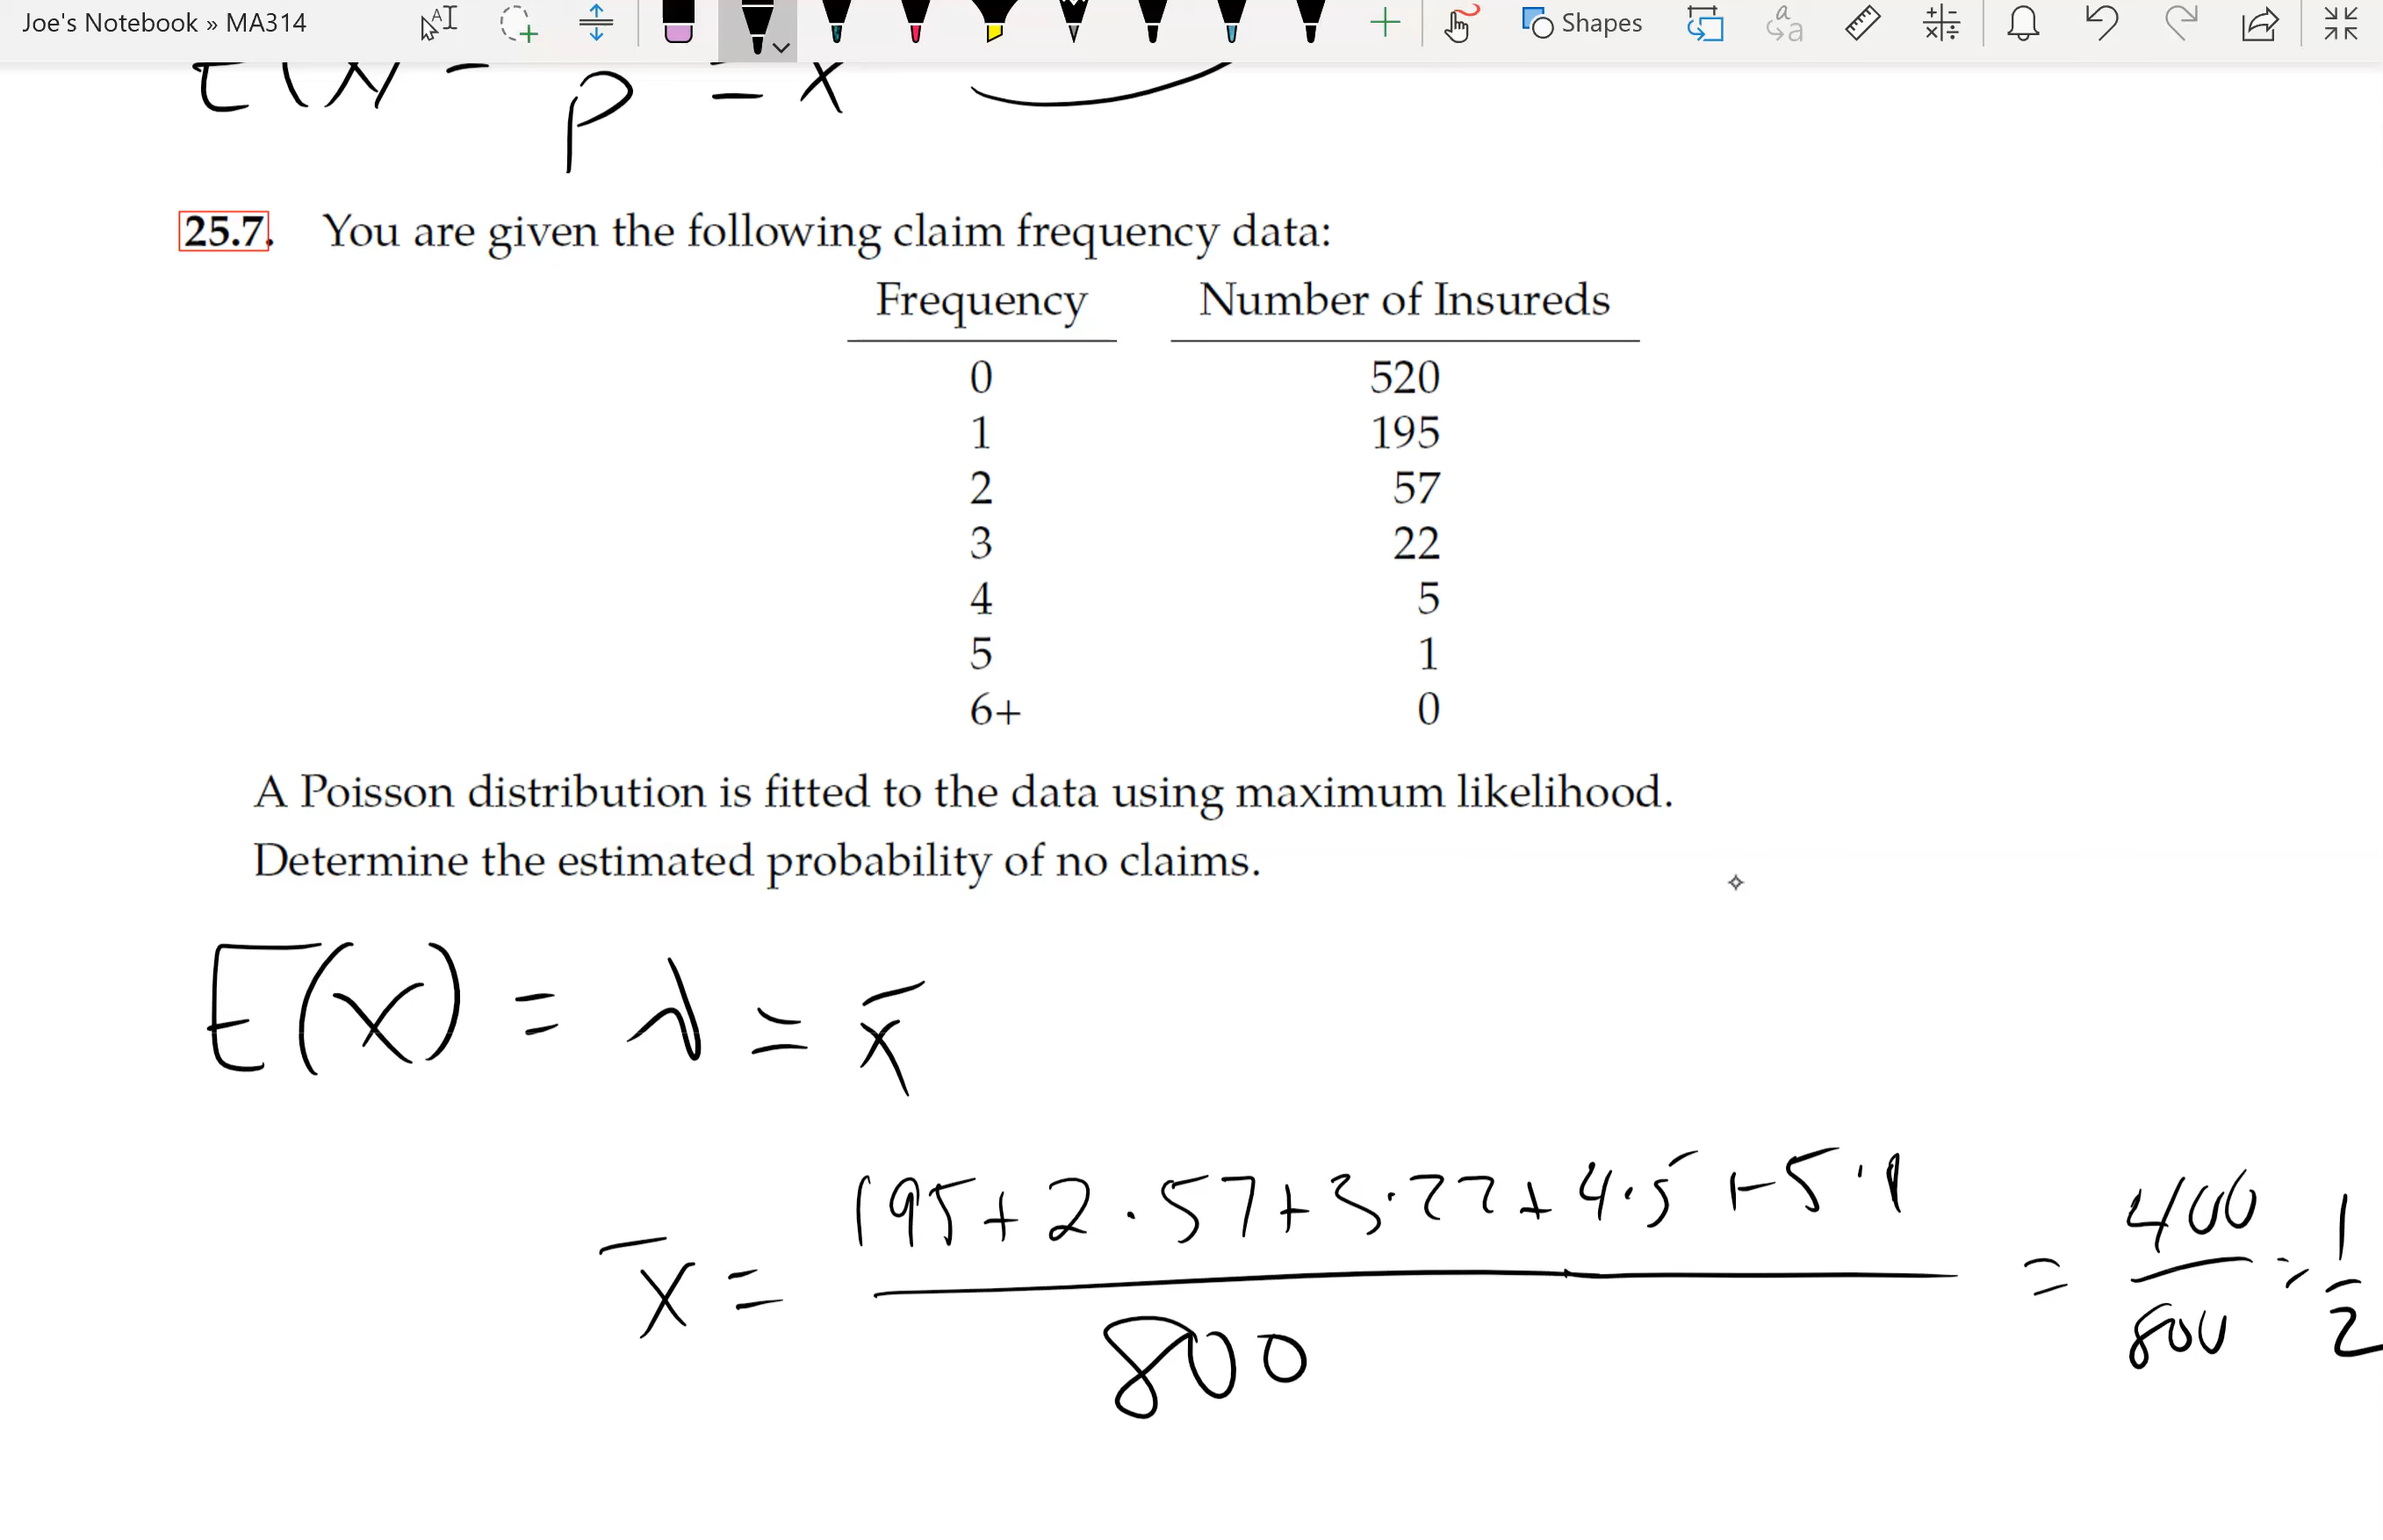 Joe's Notebook » MA314 Shapes
E(X) = p = x̄
25.7. You are given the following claim frequency data:
Frequency Number of Insureds
0 520
1 195
2 57
3 22
4 5
5 1
6+ 0
A Poisson distribution is fitted to the data using maximum likelihood.
Determine the estimated probability of no claims.
E(x) = λ = x̄
x̄ = 195 + 2·57 + 3·22 + 4·5 + 5·1 / 800 = 400/800 = 1/2